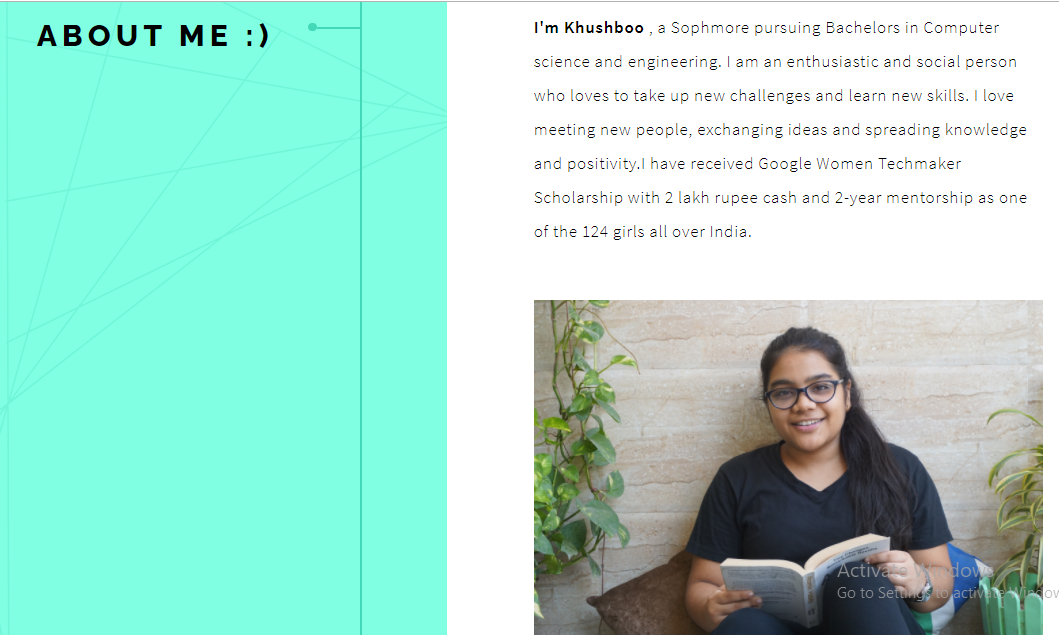 ABOUT ME :)
I'm Khushboo , a Sophmore pursuing Bachelors in Computer
science and engineering. I am an enthusiastic and social person
who loves to take up new challenges and learn new skills. I love
meeting new people, exchanging ideas and spreading knowledge
and positivity.I have received Google Women Techmaker
Scholarship with 2 lakh rupee cash and 2-year mentorship as one
of the 124 girls all over India.
Activate Windows
Go to Settings to activate Window